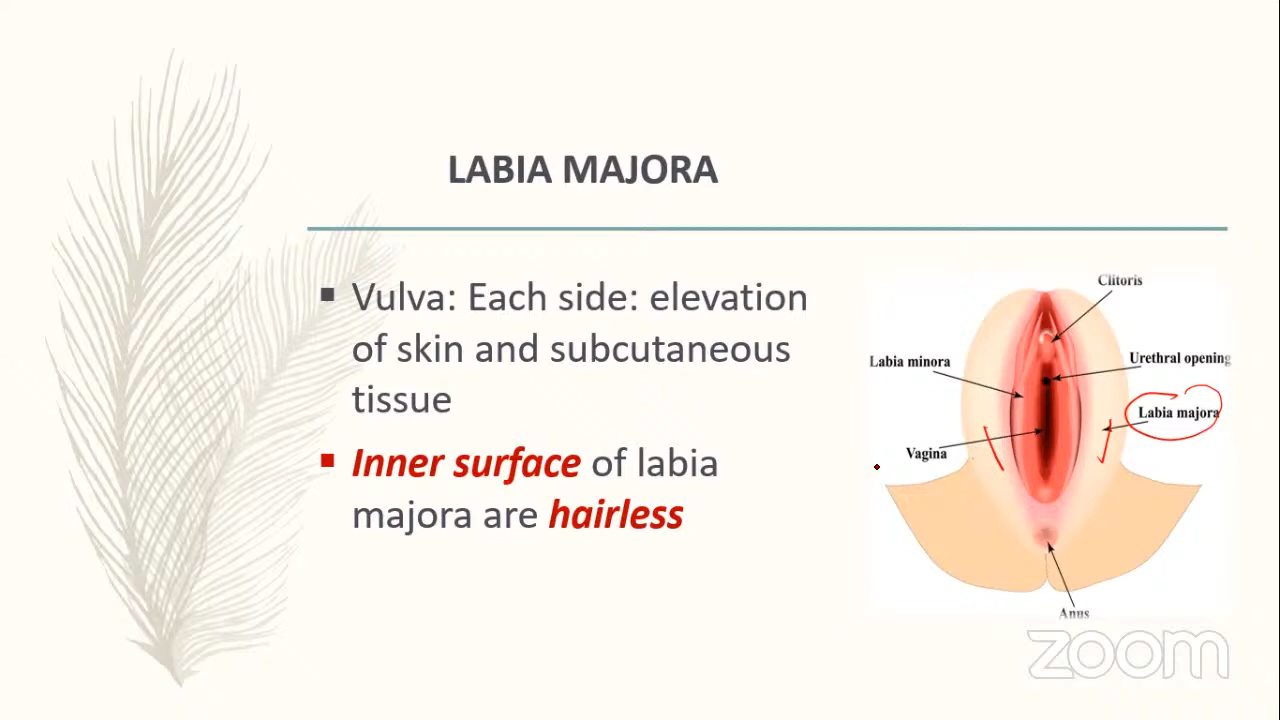 LABIA MAJORA
Vulva: Each side: elevation
of skin and subcutaneous
tissue
Inner surface of labia
majora are hairless
Clitoris
Labia minora
Urethral opening
Labia majora
Vagina
Anus
zoom